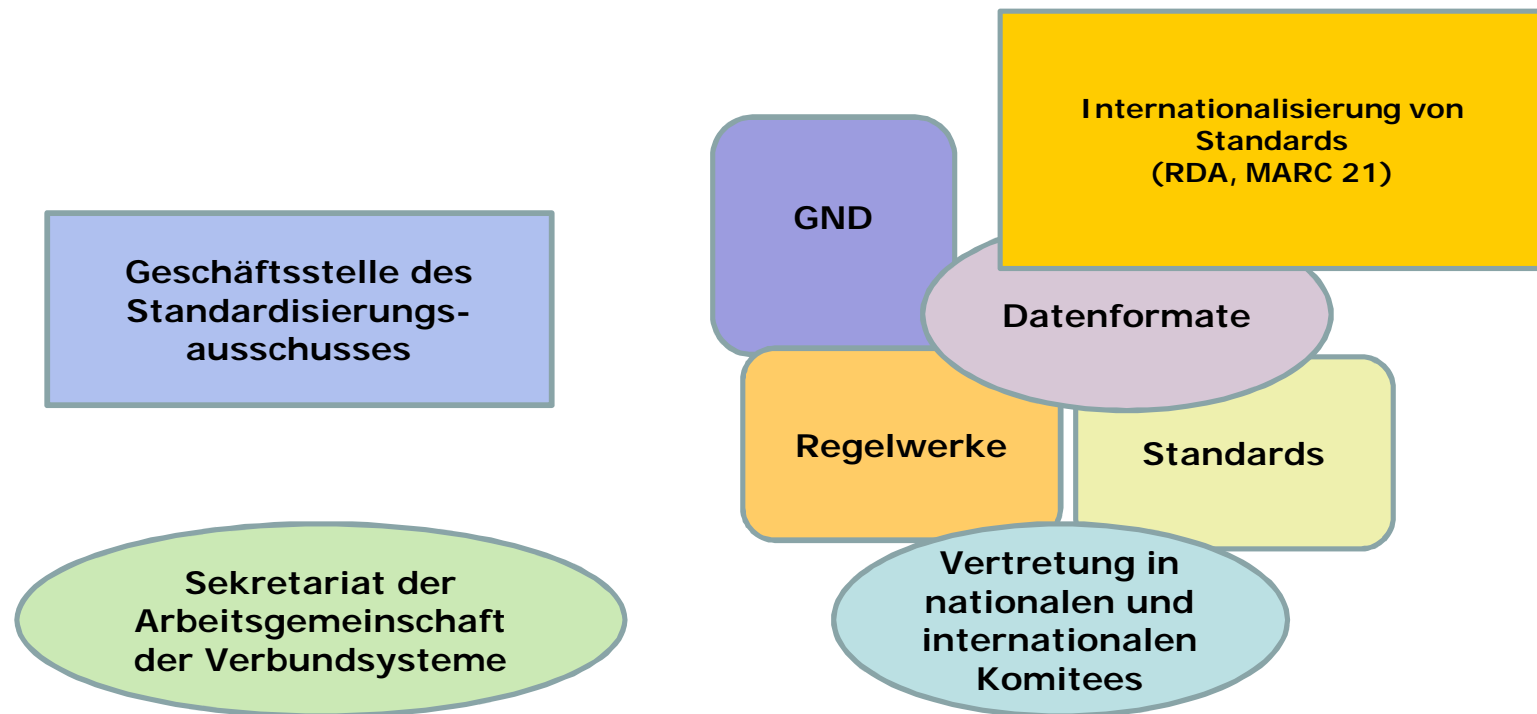 Internationalisierung von
Standards
(RDA, MARC 21)
GND
Geschäftsstelle des
Standardisierungs-
ausschusses
Datenformate
Regelwerke
Standards
Sekretariat der
Arbeitsgemeinschaft
der Verbundsysteme
Vertretung in
nationalen und
internationalen
Komitees